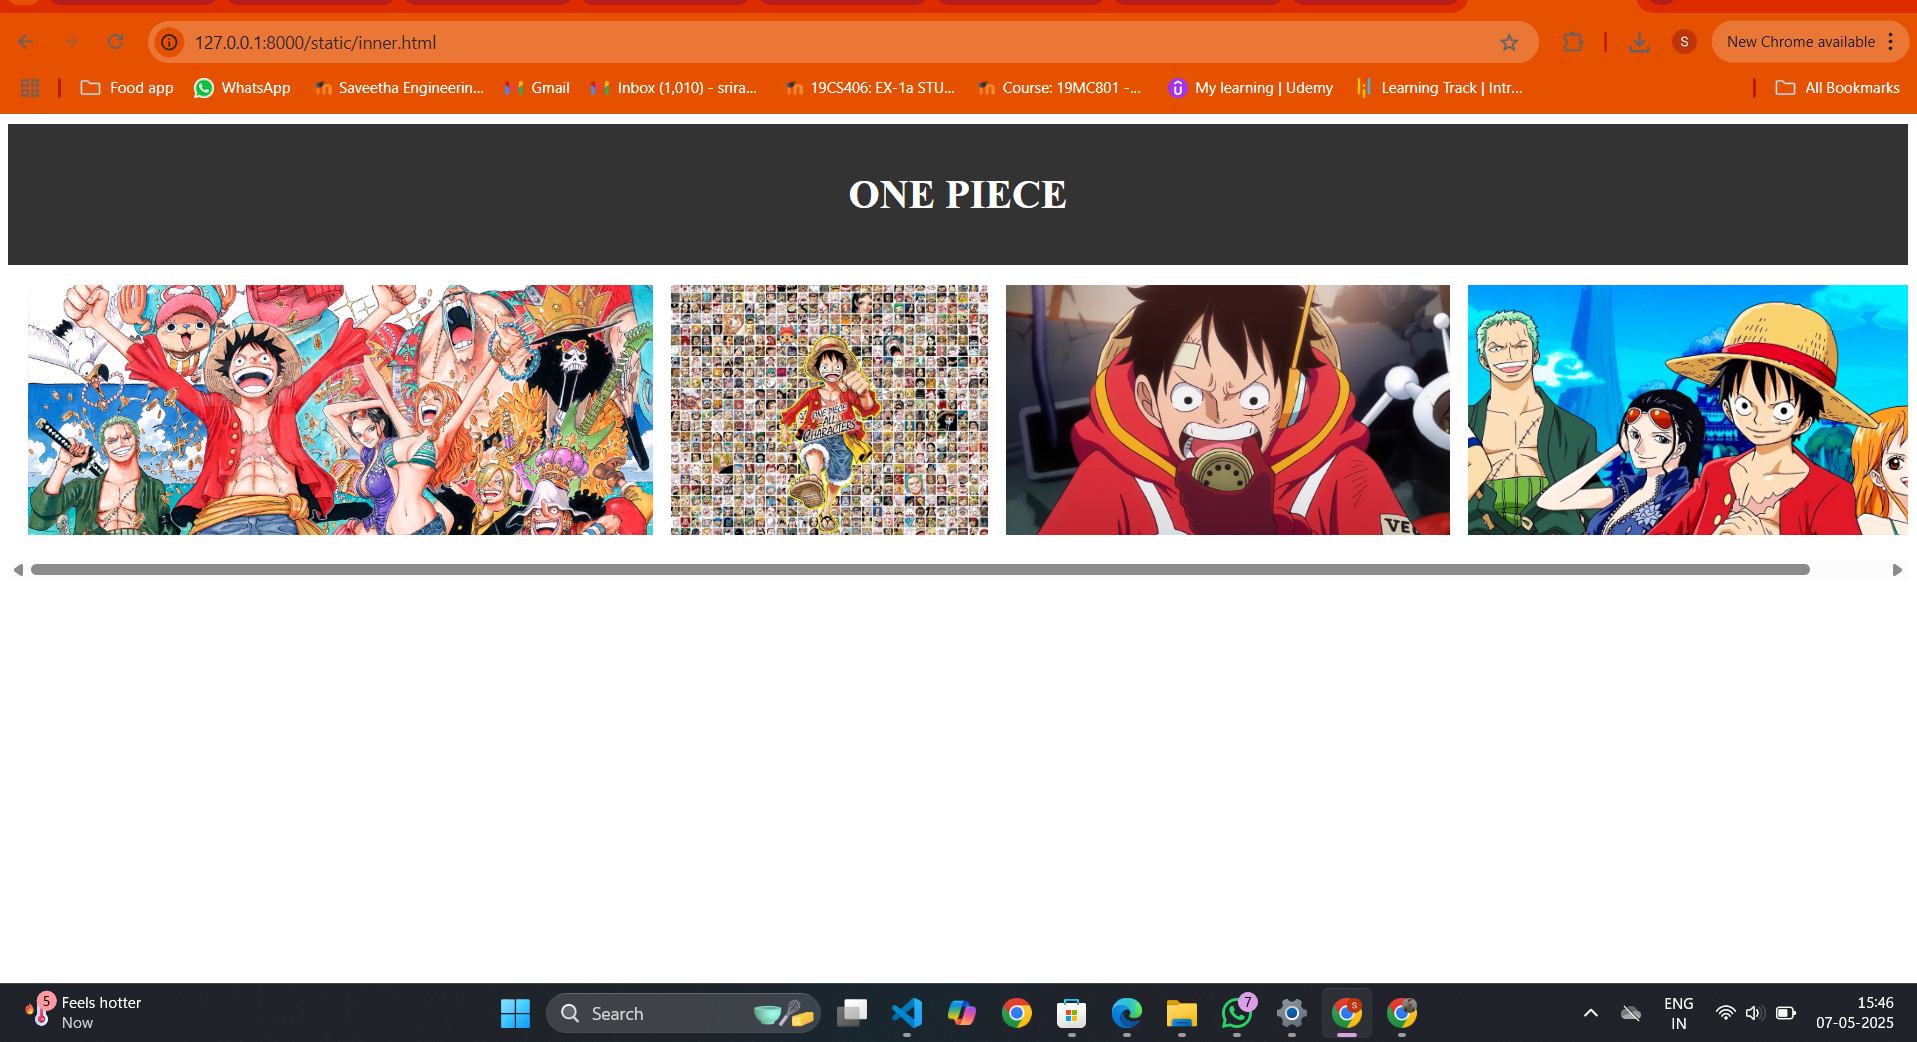 127.0.0.1:8000/static/inner.html
S
New Chrome available
Food app
WhatsApp
Saveetha Engineerin...
Gmail
Inbox (1,010) - srira...
19CS406: EX-1a STU...
Course: 19MC801 -...
My learning | Udemy
Learning Track | Intr...
All Bookmarks
ONE PIECE
ONE PIECE
ALL
CHARACTERS
VE
5
Feels hotter
Now
Search
7
S
ENG
IN
15:46
07-05-2025